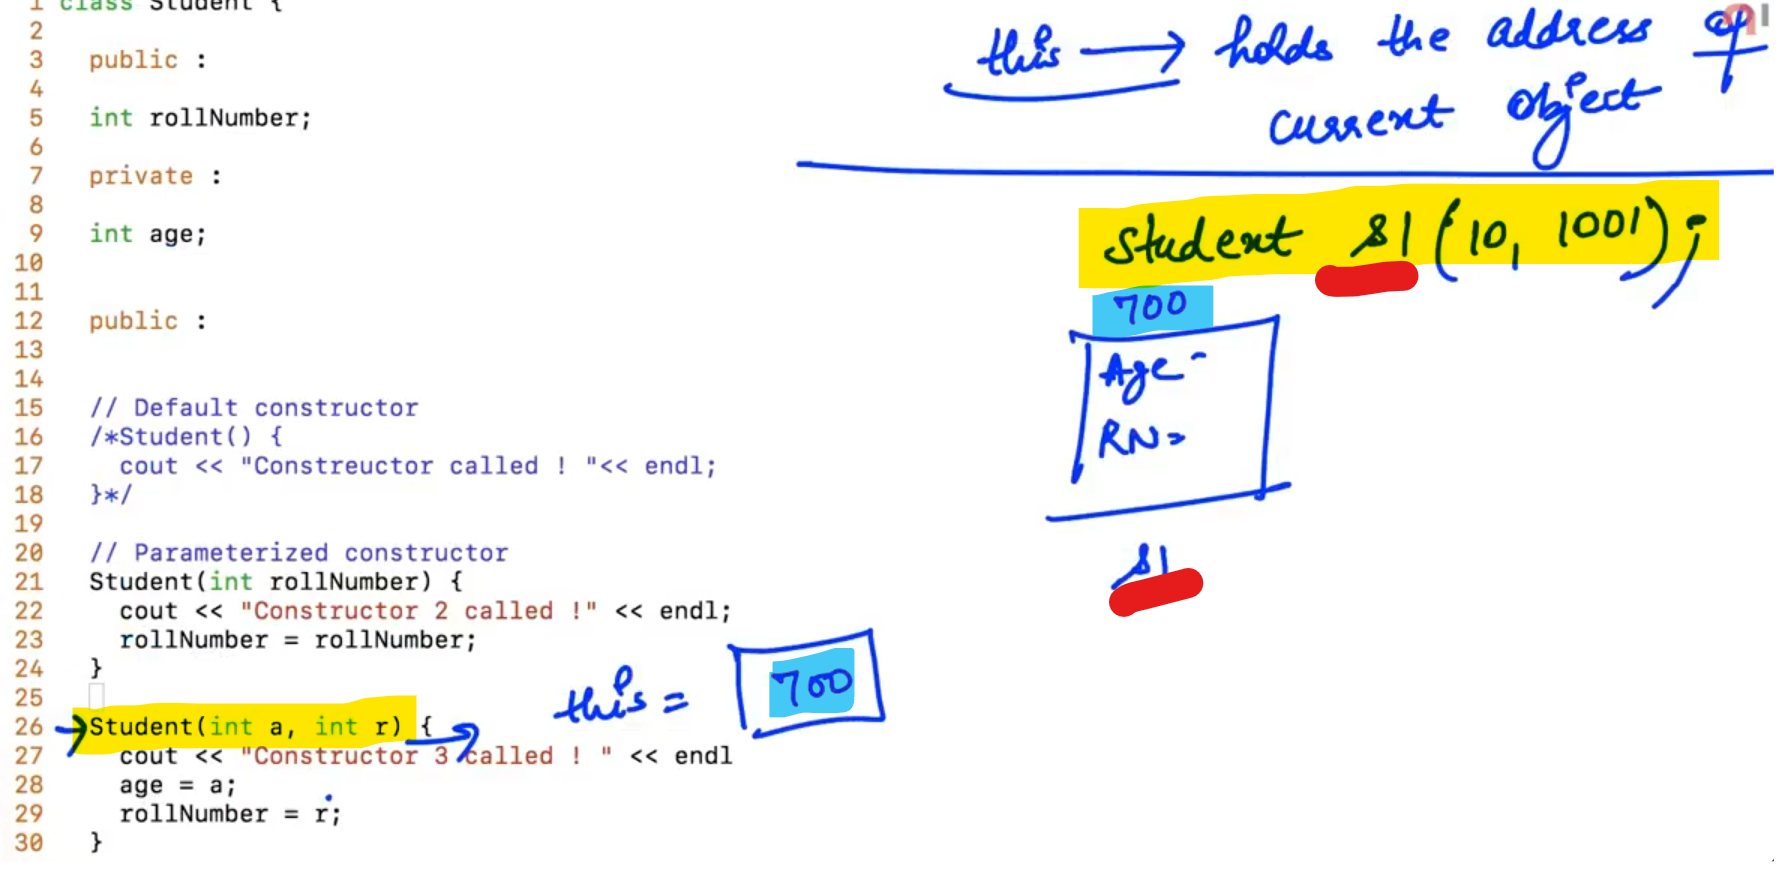 1 class Student {
2
3 public :
4
5 int rollNumber;
6
7 private :
8
9 int age;
10
11
12 public :
13
14
15 // Default constructor
16 /*Student() {
17 cout << "Constreuctor called ! "<< endl;
18 }*/
19
20 // Parameterized constructor
21 Student(int rollNumber) {
22 cout << "Constructor 2 called !" << endl;
23 rollNumber = rollNumber;
24 }
25
26 Student(int a, int r) {
27 cout << "Constructor 3 called ! " << endl
28 age = a;
29 rollNumber = r;
30 }
this → holds the address of
current object
Student S1 (10, 1001);
700
Age -
RN =
S1
this = 700